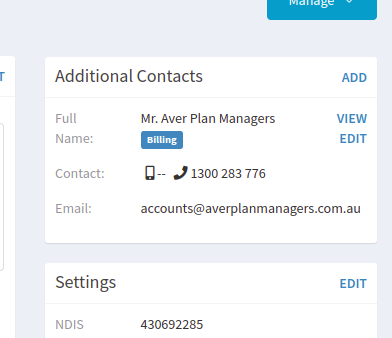 Manage
Additional Contacts ADD
Full Name: Mr. Aver Plan Managers VIEW
Billing EDIT
Contact: -- 1300 283 776
Email: accounts@averplanmanagers.com.au
Settings EDIT
NDIS 430692285